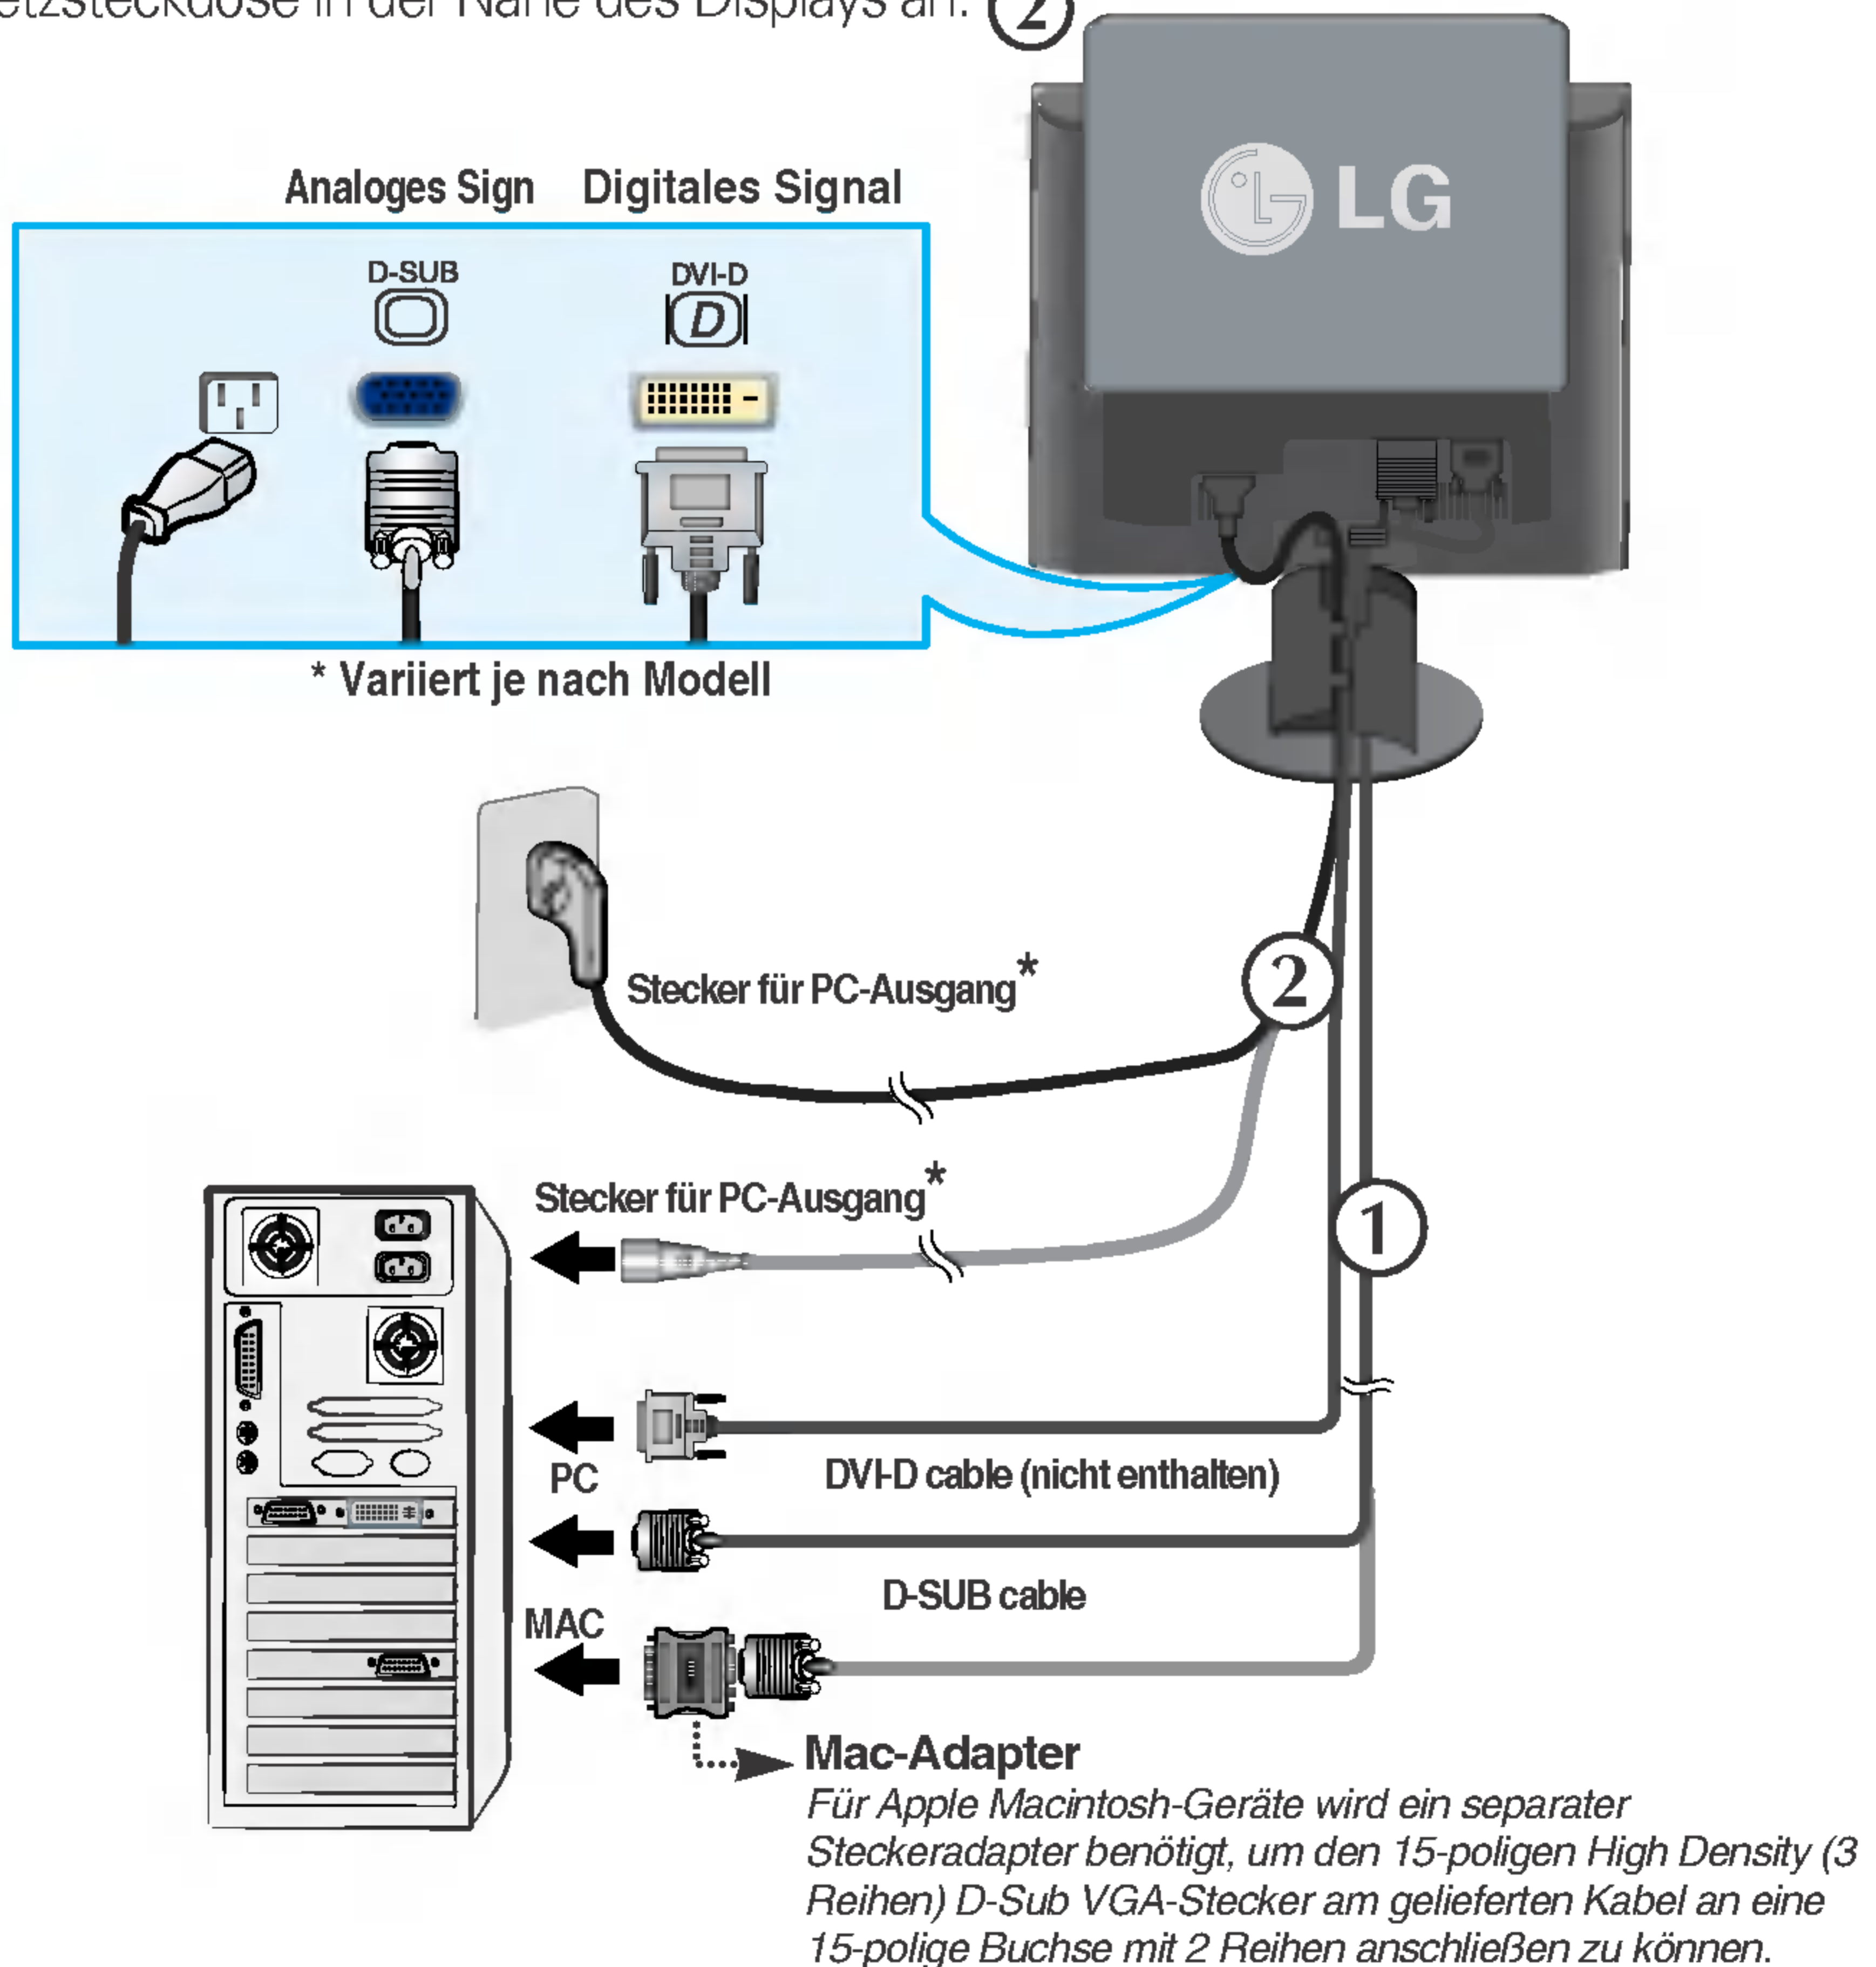 etzsteckdose in der Nähe des Displays an. 2
LG
Analoges Sign Digitales Signal
D-SUB DVI-D
D
* Variiert je nach Modell
Stecker für PC-Ausgang*
2
Stecker für PC-Ausgang*
1
PC
DVI-D cable (nicht enthalten)
D-SUB cable
MAC
Mac-Adapter
Für Apple Macintosh-Geräte wird ein separater
Steckeradapter benötigt, um den 15-poligen High Density (3
Reihen) D-Sub VGA-Stecker am gelieferten Kabel an eine
15-polige Buchse mit 2 Reihen anschließen zu können.